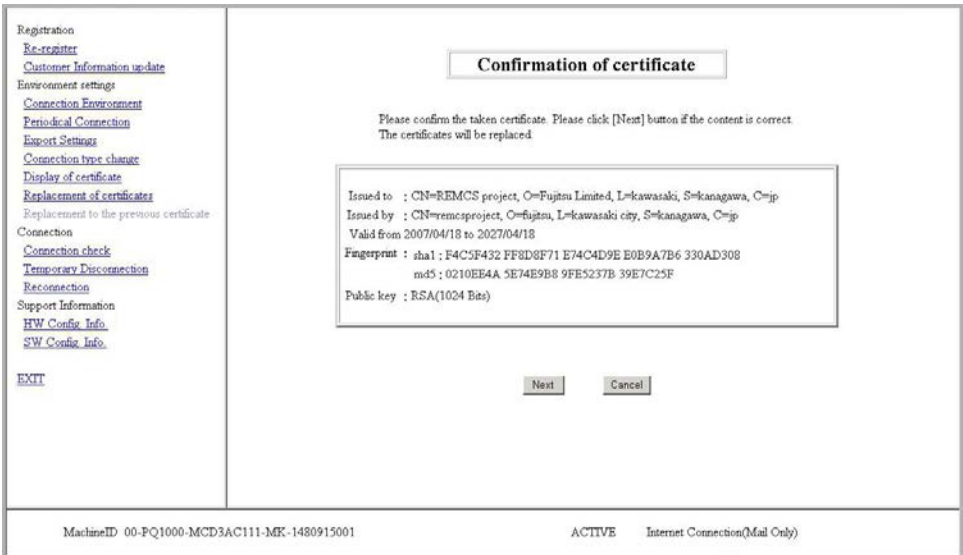 Registration
Re-register
Customer Information update
Environment settings
Connection Environment
Periodical Connection
Export Settings
Connection type change
Display of certificate
Replacement of certificates
Replacement to the previous certificate
Connection
Connection check
Temporary Disconnection
Reconnection
Support Information
HW Config. Info.
SW Config. Info.
EXIT
Confirmation of certificate
Please confirm the taken certificate. Please click [Next] button if the content is correct.
The certificates will be replaced.
Issued to : CN=REMCS project, O=Fujitsu Limited, L=kawasaki, S=kanagawa, C=jp
Issued by : CN=remcsproject, O=fujitsu, L=kawasaki city, S=kanagawa, C=jp
Valid from 2007/04/18 to 2027/04/18
Fingerprint : sha1 : F4C5F432 FF8D8F71 E74C4D9E E0B9A7B6 330AD308
md5 : 0210EE4A 5E74E9B8 9FE5237B 39E7C25F
Public key : RSA(1024 Bits)
Next Cancel
MachineID 00-PQ1000-MCD3AC111-MK-1480915001 ACTIVE Internet Connection(Mail Only)